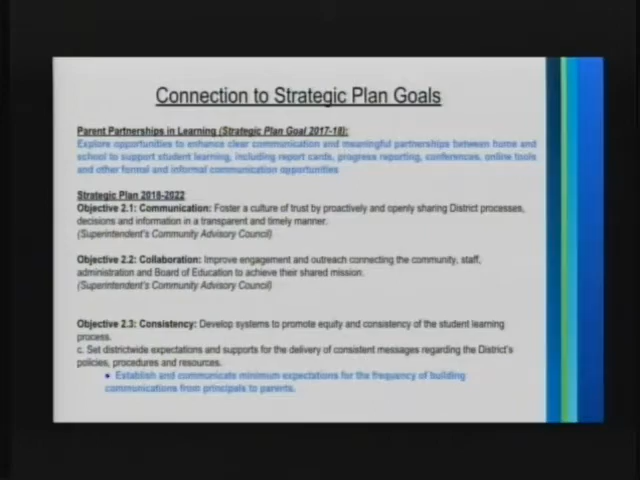 Connection to Strategic Plan Goals
Parent Partnerships in Learning (Strategic Plan Goal 2017-18):
Explore opportunities to enhance clear communication and meaningful partnerships between home and
school to support student learning, including report cards, progress reporting, conferences, online tools
and other formal and informal communication opportunities
Strategic Plan 2018-2022
Objective 2.1: Communication: Foster a culture of trust by proactively and openly sharing District processes,
decisions and information in a transparent and timely manner.
(Superintendent's Community Advisory Council)
Objective 2.2: Collaboration: Improve engagement and outreach connecting the community, staff,
administration and Board of Education to achieve their shared mission.
(Superintendent's Community Advisory Council)
Objective 2.3: Consistency: Develop systems to promote equity and consistency of the student learning
process.
c. Set districtwide expectations and supports for the delivery of consistent messages regarding the District's
policies, procedures and resources.
• Establish and communicate minimum expectations for the frequency of building
communications from principals to parents.